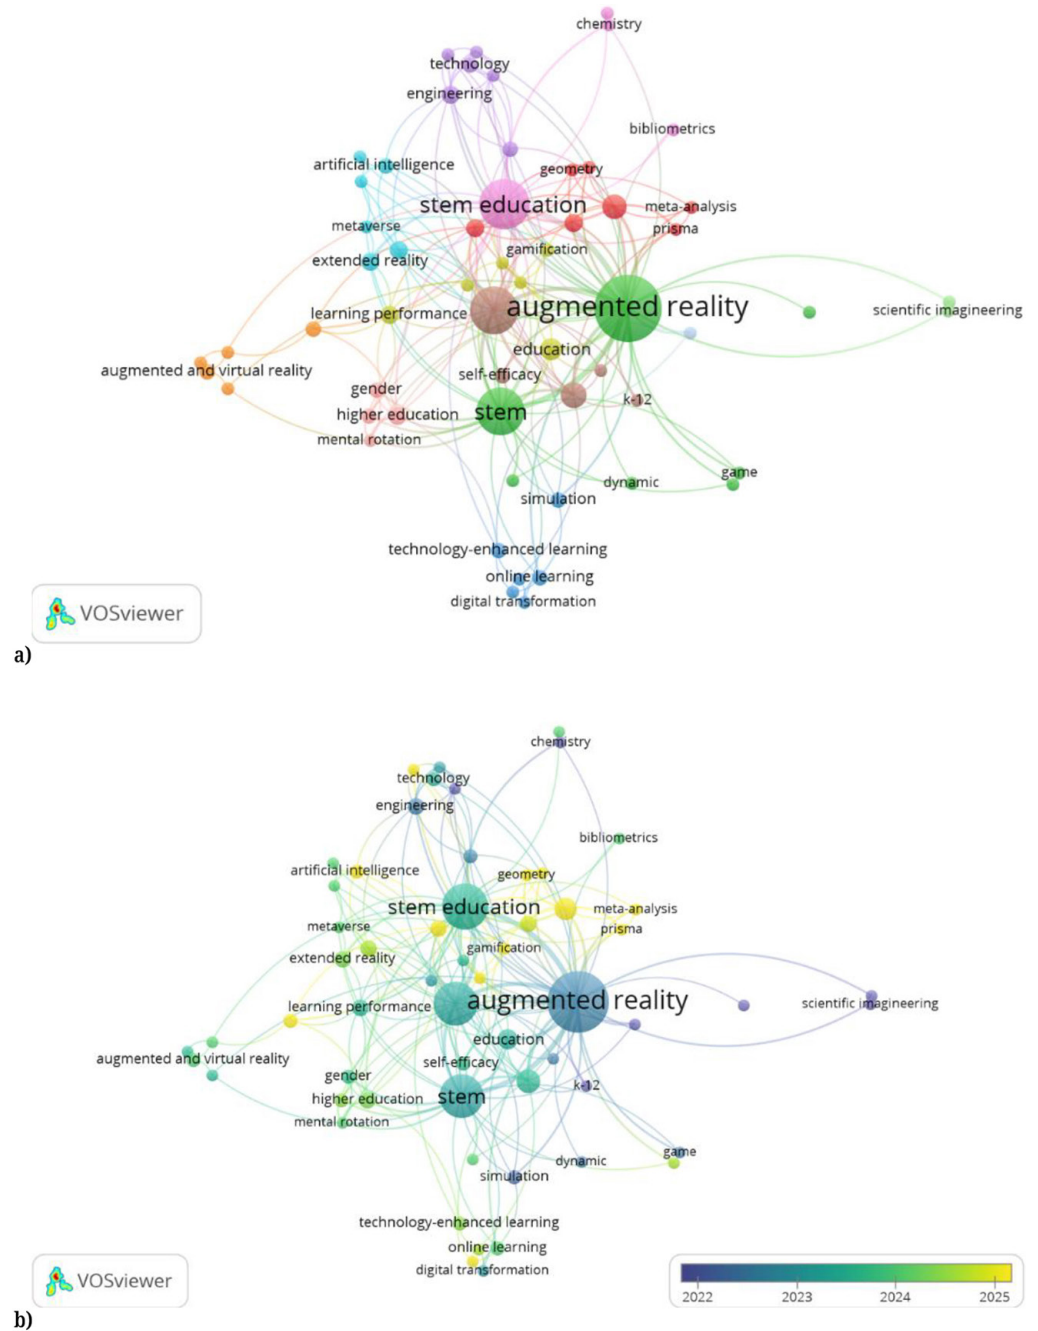 chemistry
technology
engineering
bibliometrics
artificial intelligence
geometry
stem education
meta-analysis
metaverse
prisma
gamification
extended reality
augmented reality
scientific imagineering
learning performance
education
augmented and virtual reality
self-efficacy
gender
k-12
higher education
stem
mental rotation
game
dynamic
simulation
technology-enhanced learning
online learning
digital transformation
VOSviewer
a)
chemistry
technology
engineering
bibliometrics
artificial intelligence
geometry
stem education
meta-analysis
metaverse
prisma
gamification
extended reality
augmented reality
scientific imagineering
learning performance
education
augmented and virtual reality
self-efficacy
gender
k-12
higher education
stem
mental rotation
game
dynamic
simulation
technology-enhanced learning
online learning
digital transformation
VOSviewer
2022 2023 2024 2025
b)